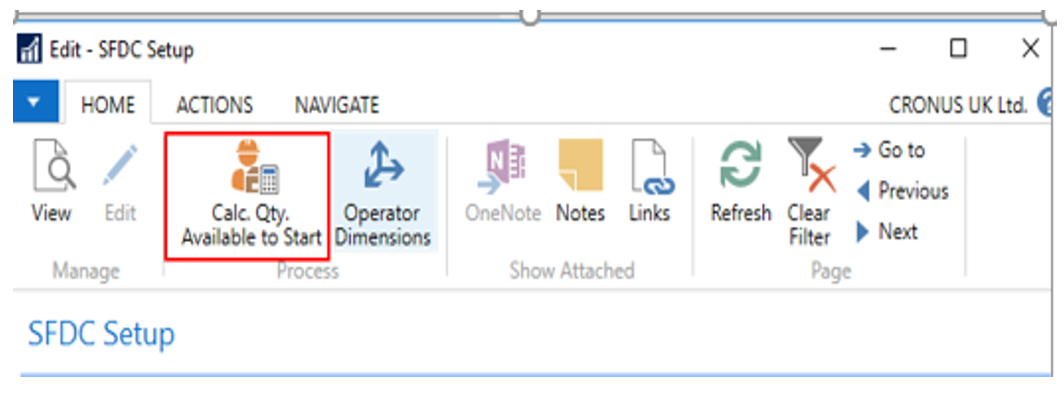 Edit - SFDC Setup
HOME ACTIONS NAVIGATE CRONUS UK Ltd. ?
View Edit Calc. Qty. Operator OneNote Notes Links Refresh Clear Go to
Available to Start Dimensions Filter Previous
Next
Manage Process Show Attached Page
SFDC Setup